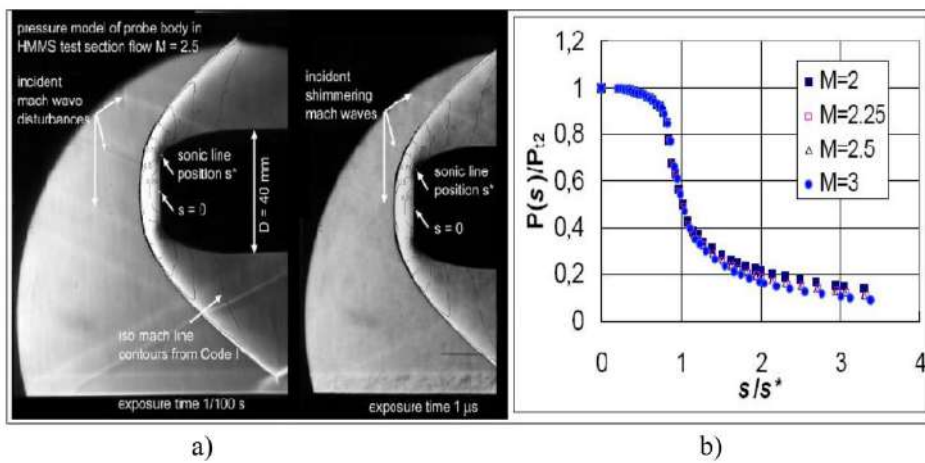 pressure model of probe body in
HMMS test section flow M = 2.5
incident
mach wave
disturbances
sonic line
position s*
s = 0
D = 40 mm
iso mach line
contours from Code I
exposure time 1/100 s
incident
shimmering
mach waves
sonic line
position s*
s = 0
exposure time 1 µs
a)
P(s)/Pt2
1,2
1
0,8
0,6
0,4
0,2
0
0 1 2 3 4
s/s*
M=2
M=2.25
M=2.5
M=3
b)